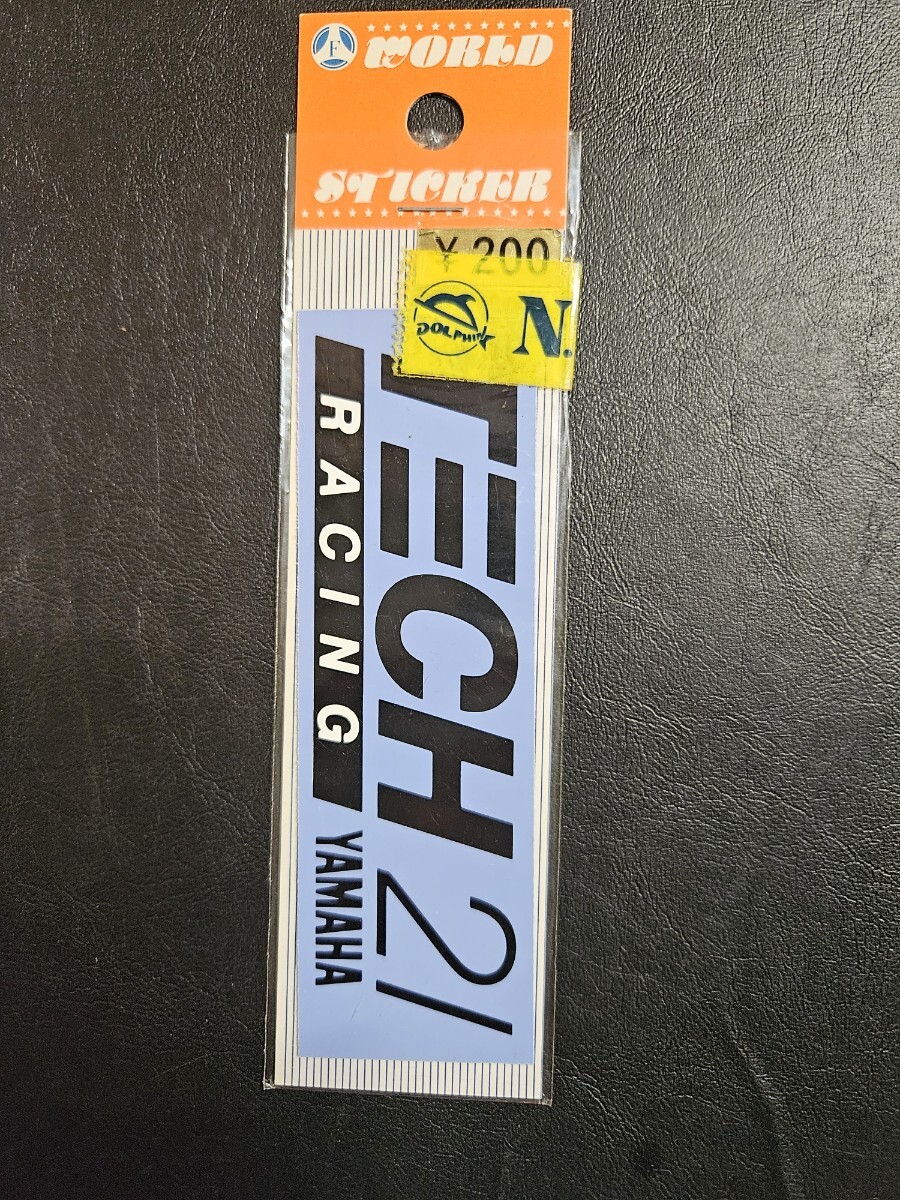 F
WORLD
STICKER
¥200
DOLPHIN
N.
TECH 21
RACING
YAMAHA